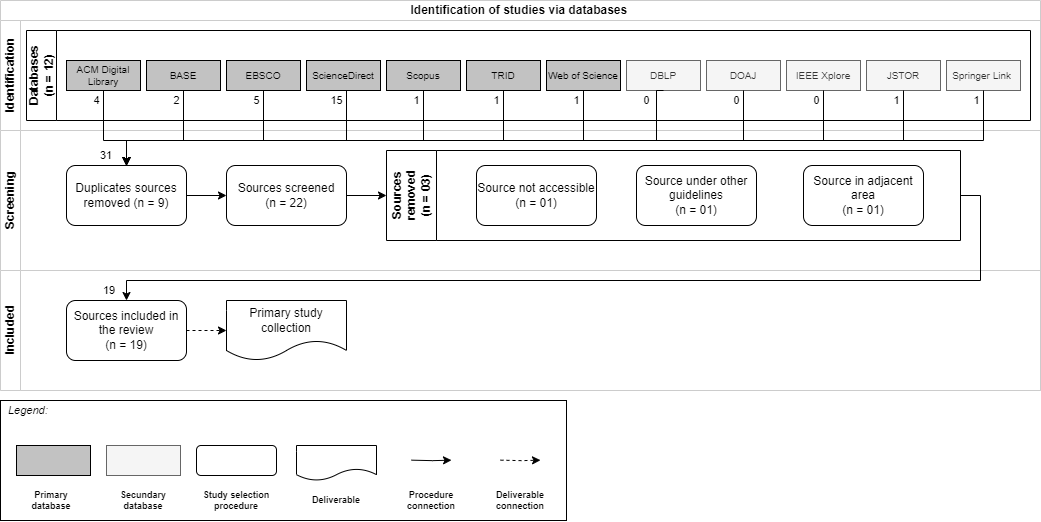 Identification of studies via databases
Identification
Databases
(n = 12)
ACM Digital
Library
BASE
EBSCO
ScienceDirect
Scopus
TRID
Web of Science
DBLP
DOAJ
IEEE Xplore
JSTOR
Springer Link
4
2
5
15
1
1
1
0
0
0
1
1
Screening
31
Duplicates sources
removed (n = 9)
Sources screened
(n = 22)
Sources
removed
(n = 03)
Source not accessible
(n = 01)
Source under other
guidelines
(n = 01)
Source in adjacent
area
(n = 01)
Included
19
Sources included in
the review
(n = 19)
Primary study
collection
Legend:
Primary
database
Secundary
database
Study selection
procedure
Deliverable
Procedure
connection
Deliverable
connection